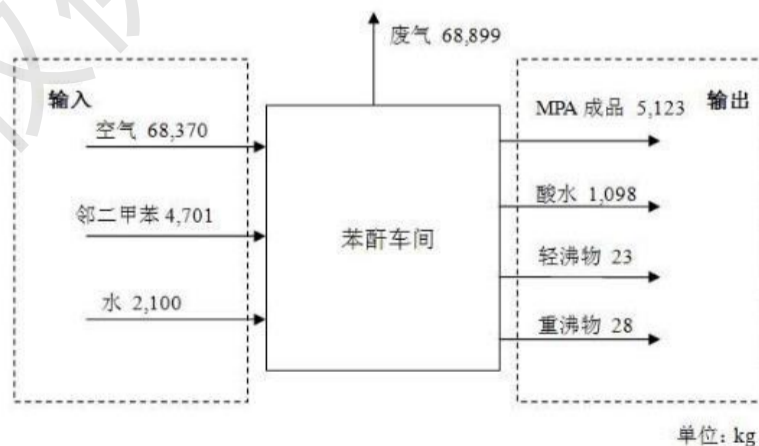 废气 68,899
输入
空气 68,370
邻二甲苯 4,701
水 2,100
苯酐车间
输出
MPA 成品 5,123
酸水 1,098
轻沸物 23
重沸物 28
单位：kg